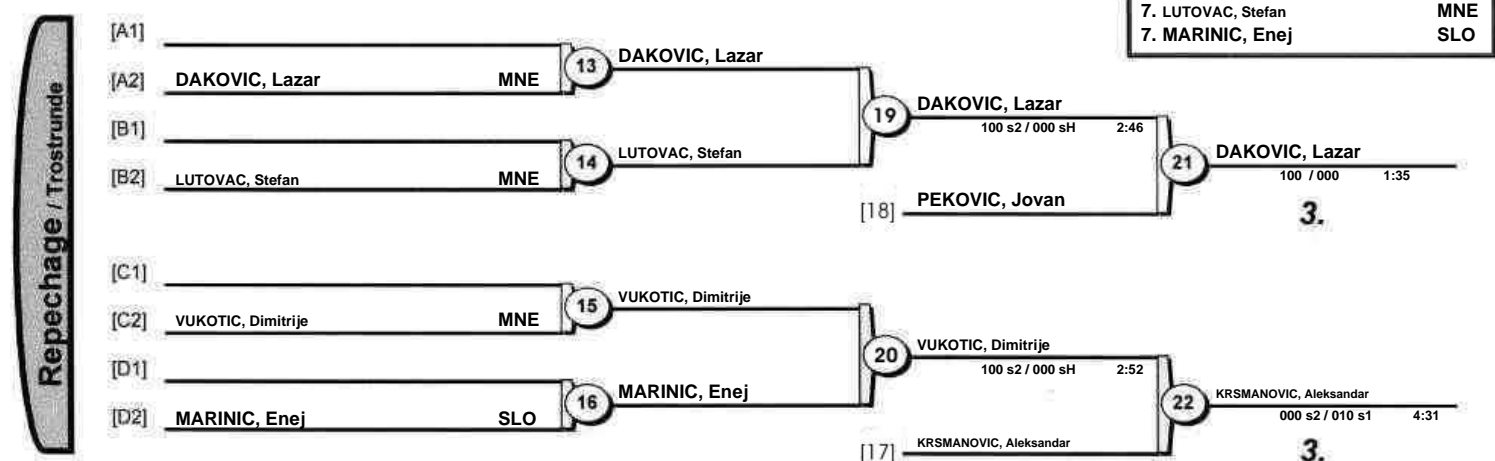 7. LUTOVAC, Stefan MNE
7. MARINIC, Enej SLO
Repechage / Trostrunde
[A1]
[A2] DAKOVIC, Lazar MNE
13 DAKOVIC, Lazar
[B1]
[B2] LUTOVAC, Stefan MNE
14 LUTOVAC, Stefan
19 DAKOVIC, Lazar
100 s2 / 000 sH 2:46
[18] PEKOVIC, Jovan
21 DAKOVIC, Lazar
100 / 000 1:35
3.
[C1]
[C2] VUKOTIC, Dimitrije MNE
15 VUKOTIC, Dimitrije
[D1]
[D2] MARINIC, Enej SLO
16 MARINIC, Enej
20 VUKOTIC, Dimitrije
100 s2 / 000 sH 2:52
[17] KRSMANOVIC, Aleksandar
22 KRSMANOVIC, Aleksandar
000 s2 / 010 s1 4:31
3.